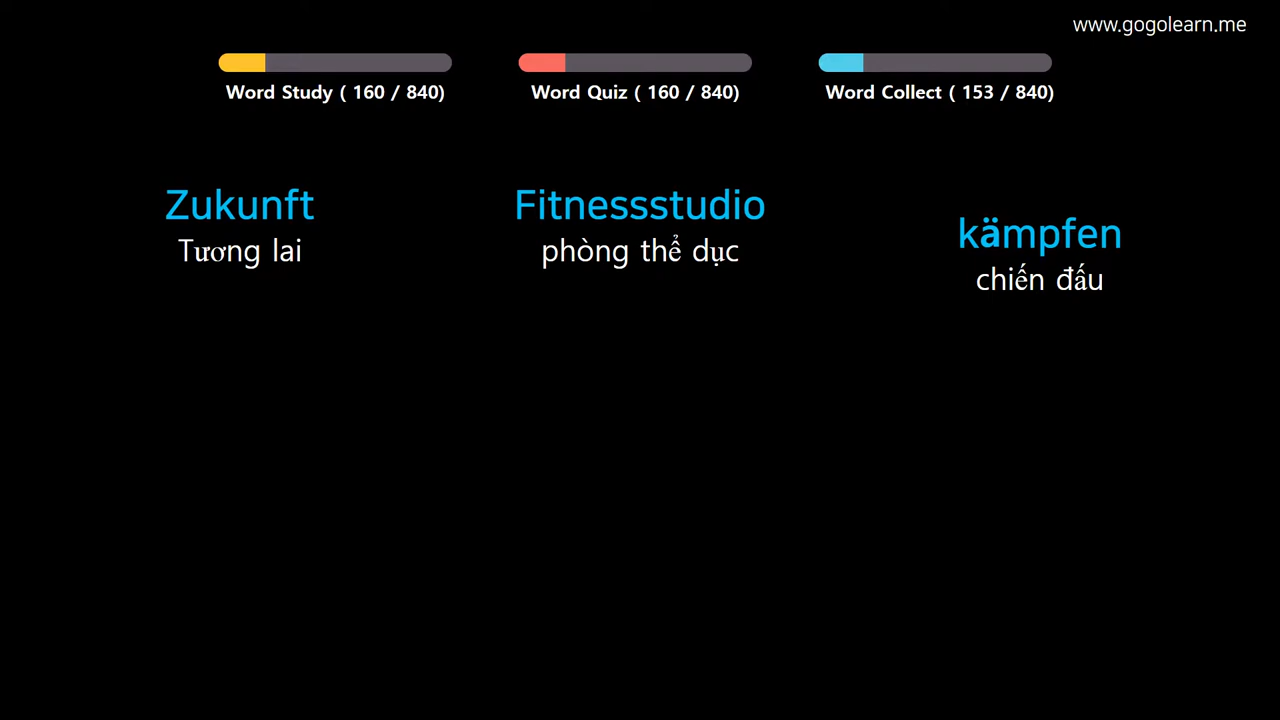 www.gogolearn.me
Word Study ( 160 / 840)
Word Quiz ( 160 / 840)
Word Collect ( 153 / 840)
Zukunft
Tương lai
Fitnessstudio
phòng thể dục
kämpfen
chiến đấu